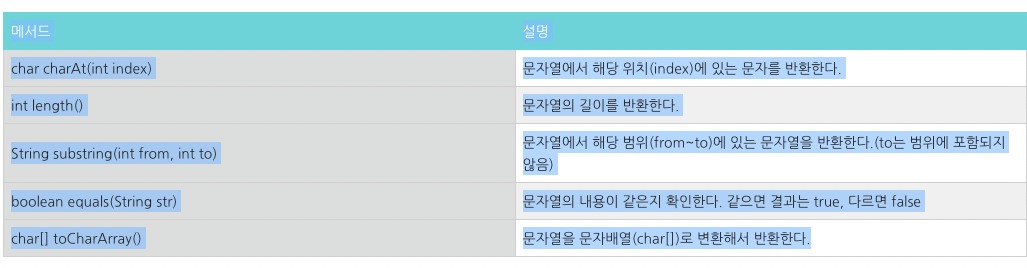 메서드 설명
char charAt(int index) 문자열에서 해당 위치(index)에 있는 문자를 반환한다.
int length() 문자열의 길이를 반환한다.
String substring(int from, int to) 문자열에서 해당 범위(from~to)에 있는 문자열을 반환한다.(to는 범위에 포함되지
않음)
boolean equals(String str) 문자열의 내용이 같은지 확인한다. 같으면 결과는 true, 다르면 false
char[] toCharArray() 문자열을 문자배열(char[])로 변환해서 반환한다.